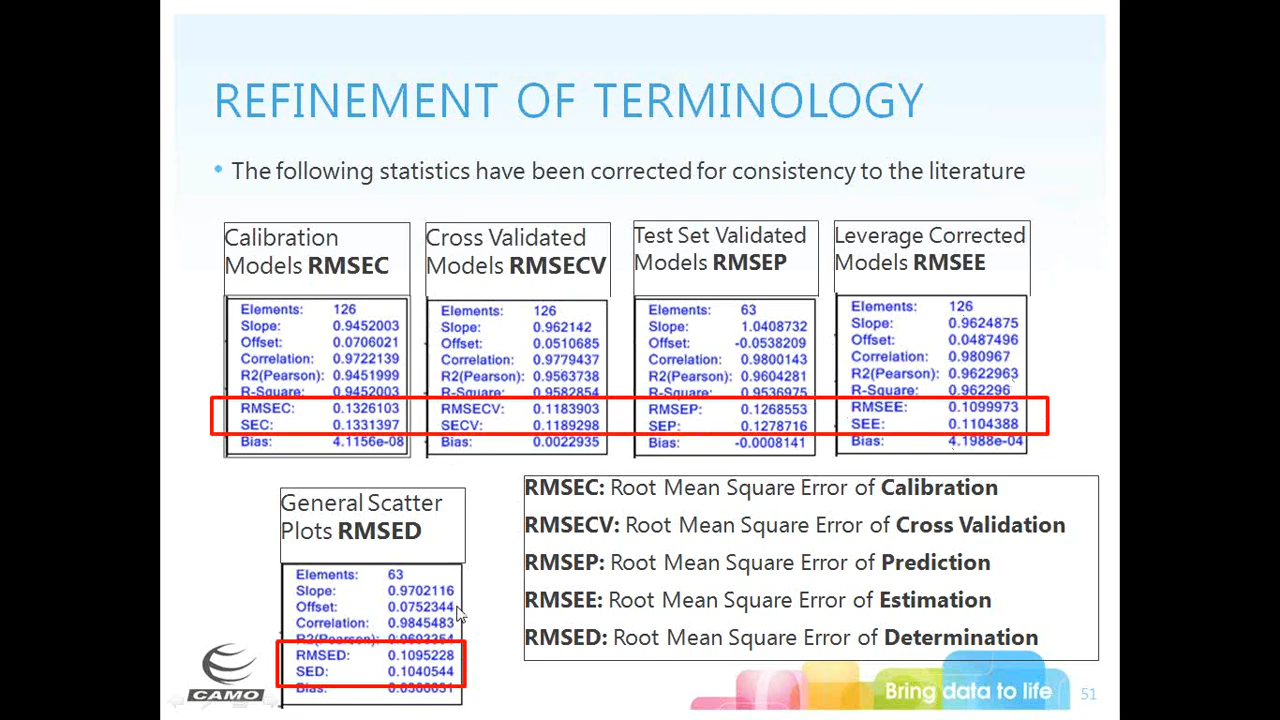 REFINEMENT OF TERMINOLOGY
• The following statistics have been corrected for consistency to the literature
Calibration
Models RMSEC
Elements: 126
Slope: 0.9452003
Offset: 0.0706021
Correlation: 0.9722139
R2(Pearson): 0.9451999
R-Square: 0.9452003
RMSEC: 0.1326103
SEC: 0.1331397
Bias: 4.1156e-08
Cross Validated
Models RMSECV
Elements: 126
Slope: 0.962142
Offset: 0.0510685
Correlation: 0.9779437
R2(Pearson): 0.9563738
R-Square: 0.9582854
RMSECV: 0.1183903
SECV: 0.1189298
Bias: 0.0022935
Test Set Validated
Models RMSEP
Elements: 63
Slope: 1.0408732
Offset: -0.0538209
Correlation: 0.9800143
R2(Pearson): 0.9604281
R-Square: 0.9536975
RMSEP: 0.1268553
SEP: 0.1278716
Bias: -0.0008141
Leverage Corrected
Models RMSEE
Elements: 126
Slope: 0.9624875
Offset: 0.0487496
Correlation: 0.980967
R2(Pearson): 0.9622963
R-Square: 0.962296
RMSEE: 0.1099973
SEE: 0.1104388
Bias: 4.1988e-04
General Scatter
Plots RMSED
Elements: 63
Slope: 0.9702116
Offset: 0.0752344
Correlation: 0.9845483
R2(Pearson):
RMSED: 0.1095228
SED: 0.1040544
Bias:
RMSEC: Root Mean Square Error of Calibration
RMSECV: Root Mean Square Error of Cross Validation
RMSEP: Root Mean Square Error of Prediction
RMSEE: Root Mean Square Error of Estimation
RMSED: Root Mean Square Error of Determination
CAMO
Bring data to life
51